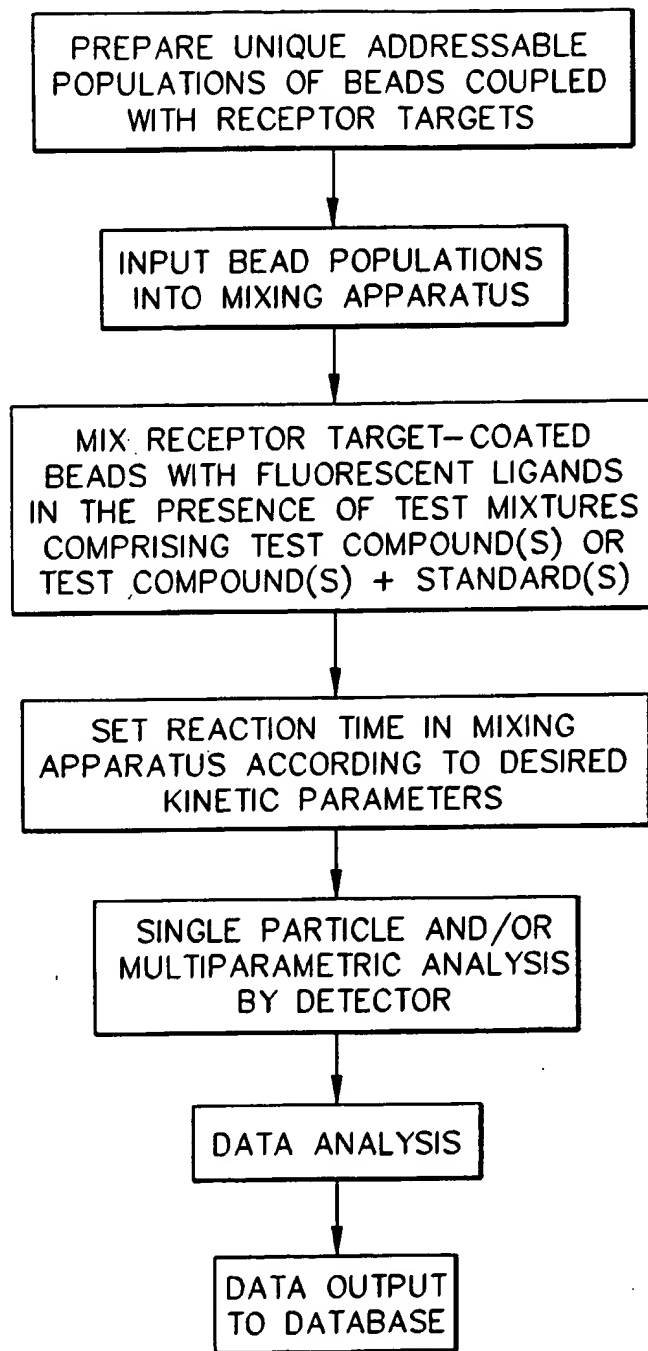 PREPARE UNIQUE ADDRESSABLE
POPULATIONS OF BEADS COUPLED
WITH RECEPTOR TARGETS
INPUT BEAD POPULATIONS
INTO MIXING APPARATUS
MIX RECEPTOR TARGET-COATED
BEADS WITH FLUORESCENT LIGANDS
IN THE PRESENCE OF TEST MIXTURES
COMPRISING TEST COMPOUND(S) OR
TEST COMPOUND(S) + STANDARD(S)
SET REACTION TIME IN MIXING
APPARATUS ACCORDING TO DESIRED
KINETIC PARAMETERS
SINGLE PARTICLE AND/OR
MULTIPARAMETRIC ANALYSIS
BY DETECTOR
DATA ANALYSIS
DATA OUTPUT
TO DATABASE